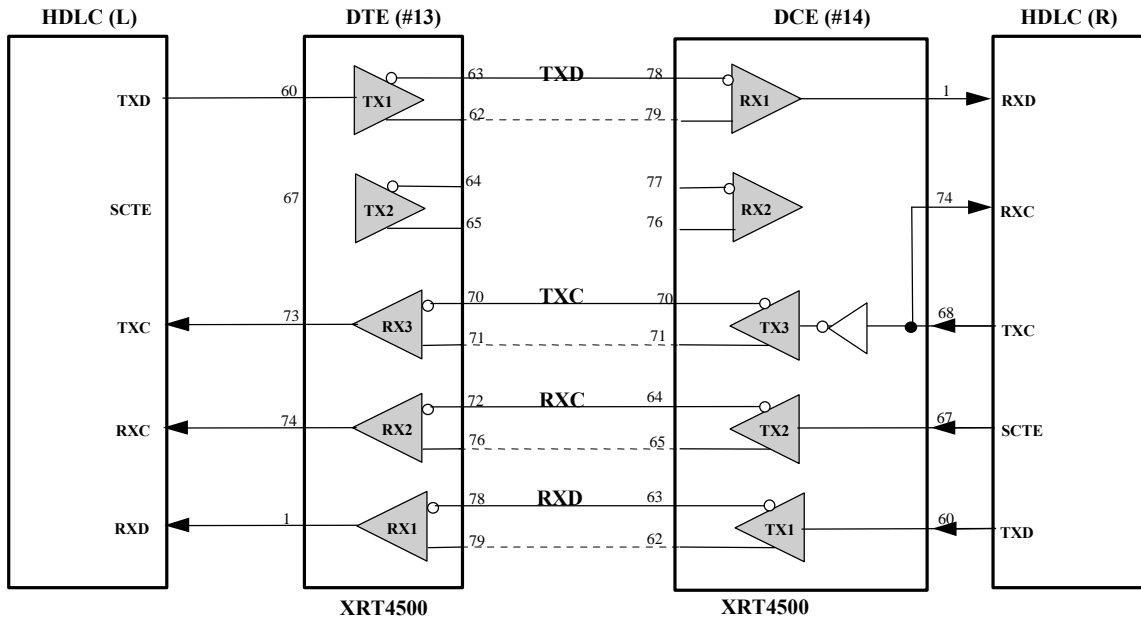 HDLC (L) DTE (#13) DCE (#14) HDLC (R)
63 TXD 78
TXD 60 TX1 RX1 1 RXD
62 79
64 77
SCTE 67 TX2 RX2 74 RXC
65 76
70 TXC 70
TXC 73 RX3 TX3 68 TXC
71 71
72 RXC 64
RXC 74 RX2 TX2 67 SCTE
76 65
78 RXD 63
RXD 1 RX1 TX1 60 TXD
79 62
XRT4500 XRT4500